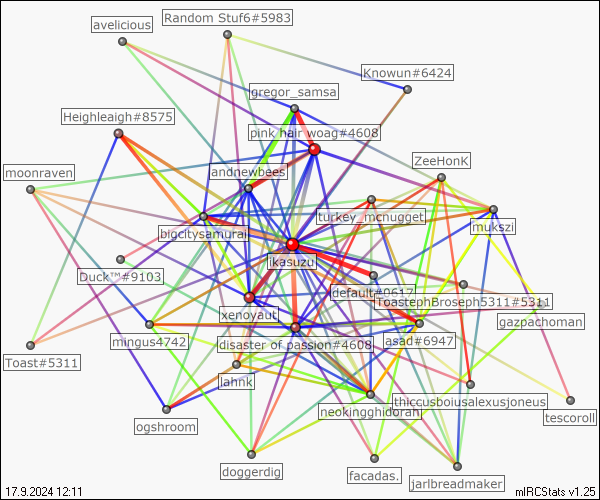 avelicious
Random Stuf6#5983
Knowun#6424
gregor_samsa
Heighleaigh#8575
pink hair woag#4608
ZeeHonK
moonraven
andnewbees
turkey_mcnugget
mukszi
bigcitysamurai
ikasuzu
Duck™#9103
default#0617
ToastephBroseph5311#5311
xenoyaut
gazpachoman
mingus4742
disaster of passion#4608
asad#6947
Toast#5311
lahnk
thiccusboiusalexusjoneus
neokingghidorah
tescoroll
ogshroom
doggerdig
facadas.
jarlbreadmaker
17.9.2024 12:11
mIRCStats v1.25